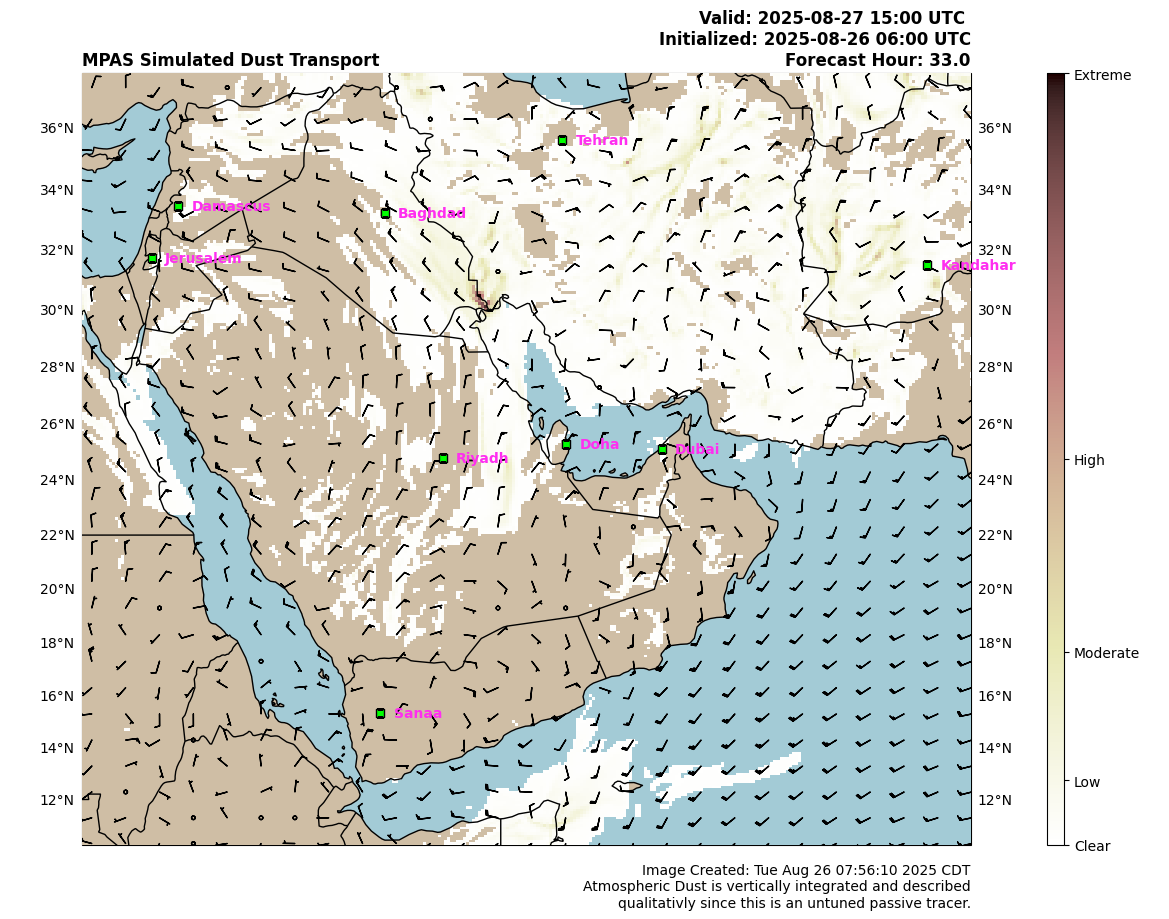 Valid: 2025-08-27 15:00 UTC
Initialized: 2025-08-26 06:00 UTC
MPAS Simulated Dust Transport
Forecast Hour: 33.0
Extreme
36°N
36°N
Tehran
34°N
34°N
Damascus
Baghdad
32°N
32°N
Jerusalem
Kandahar
30°N
30°N
28°N
28°N
26°N
26°N
Doha
Dubai
Riyadh
High
24°N
24°N
22°N
22°N
20°N
20°N
18°N
18°N
Moderate
16°N
16°N
Sanaa
14°N
14°N
Low
12°N
12°N
Clear
Image Created: Tue Aug 26 07:56:10 2025 CDT
Atmospheric Dust is vertically integrated and described
qualitativly since this is an untuned passive tracer.